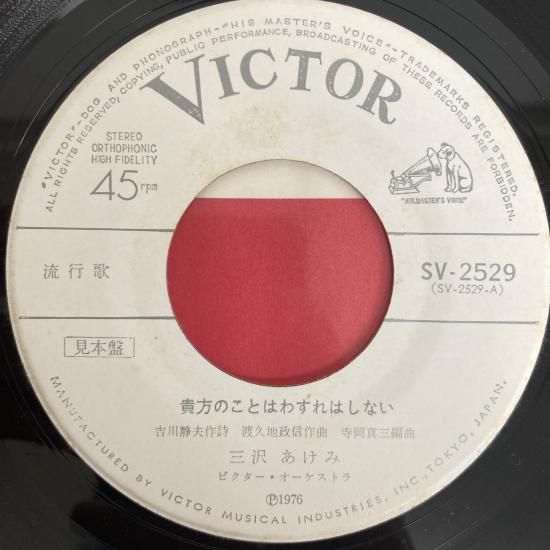 "VICTOR"-DOG AND PHONOGRAPH-"HIS MASTER'S VOICE"-TRADEMARKS REGISTERED.
ALL RIGHTS RESERVED, COPYING, PUBLIC PERFORMANCE, BROADCASTING OF THESE RECORDS ARE FORBIDDEN.
VICTOR
STEREO
ORTHOPHONIC
HIGH FIDELITY
45rpm
"HIS MASTER'S VOICE"
流行歌
SV-2529
(SV-2529-A)
見本盤
貴方のことはわすれはしない
吉川静夫作詩 渡久地政信作曲 寺岡真三編曲
三沢 あけみ
ビクター・オーケストラ
Ⓟ1976
MANUFACTURED BY VICTOR MUSICAL INDUSTRIES, INC., TOKYO, JAPAN.